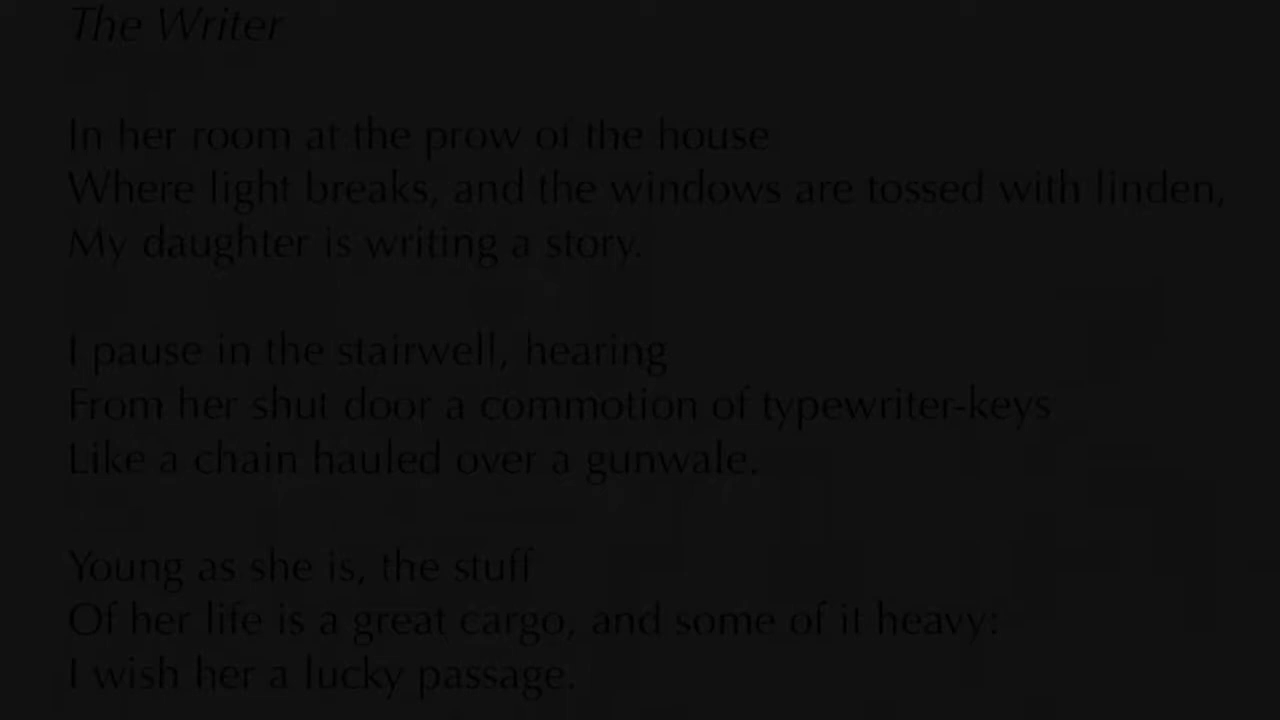 The Writer
In her room at the prow of the house
Where light breaks, and the windows are tossed with linden,
My daughter is writing a story.
I pause in the stairwell, hearing
From her shut door a commotion of typewriter-keys
Like a chain hauled over a gunwale.
Young as she is, the stuff
Of her life is a great cargo, and some of it heavy:
I wish her a lucky passage.